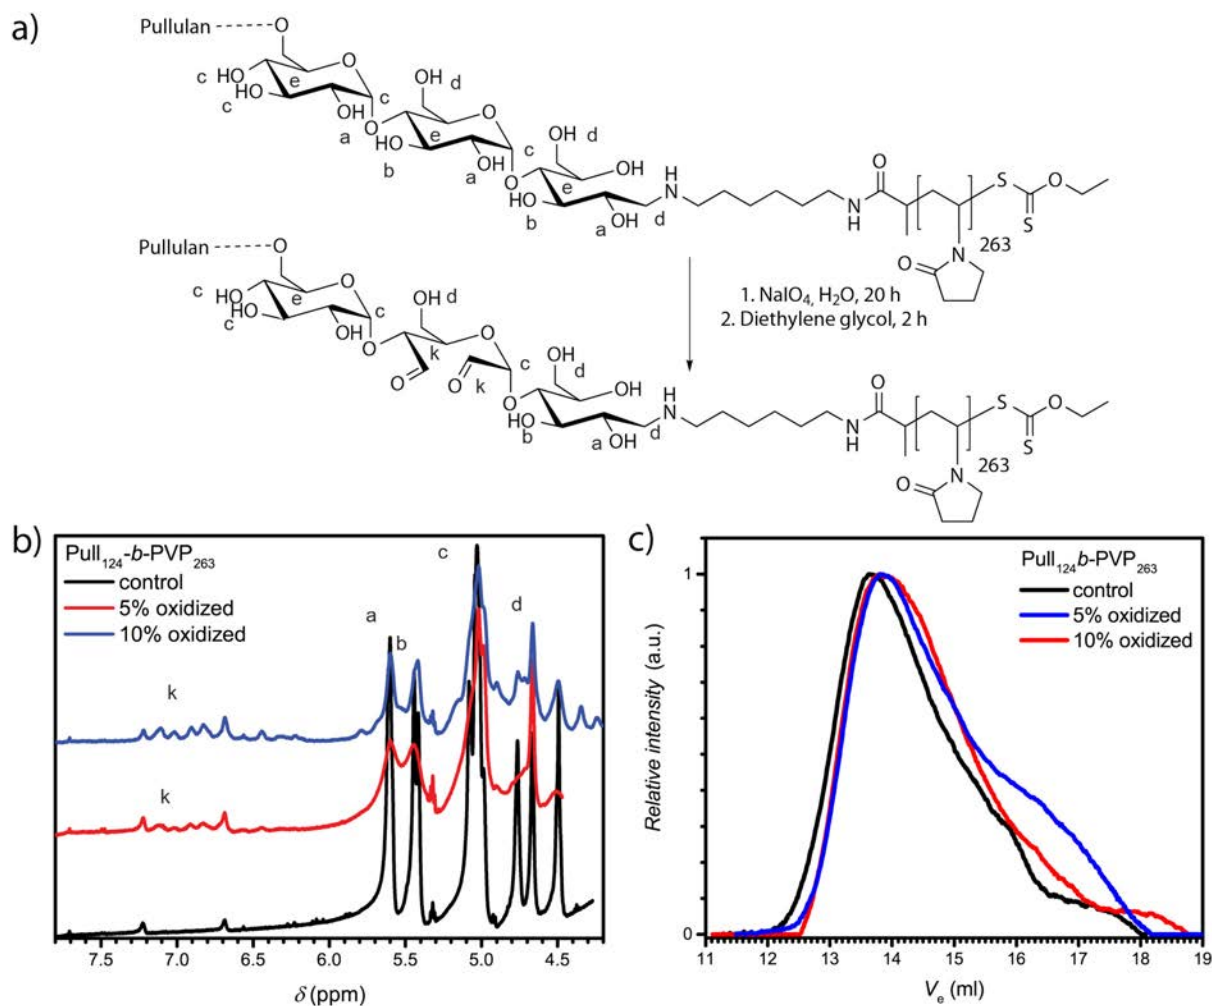 a)
Pullulan
O
HO
c
e
O
HO
c
OH
c
a
O
OH
d
e
O
HO
b
OH
a
c
O
OH
d
e
OH
HO
b
OH
a
d
H
N
N
H
O
S
O
S
263
N
O
1. NaIO4, H2O, 20 h
2. Diethylene glycol, 2 h
Pullulan
O
c
HO
e
O
HO
c
OH
c
O
OH
d
k
O
O
O
k
c
O
OH
d
OH
HO
b
OH
a
d
H
N
N
H
O
S
O
S
263
N
O
b)
Pull124-b-PVP263
control
5% oxidized
10% oxidized
a
b
c
d
k
k
7.5 7.0 6.5 6.0 5.5 5.0 4.5
δ (ppm)
c)
Pull124b-PVP263
control
5% oxidized
10% oxidized
Relative intensity (a.u.)
1
0
11 12 13 14 15 16 17 18 19
Ve (ml)